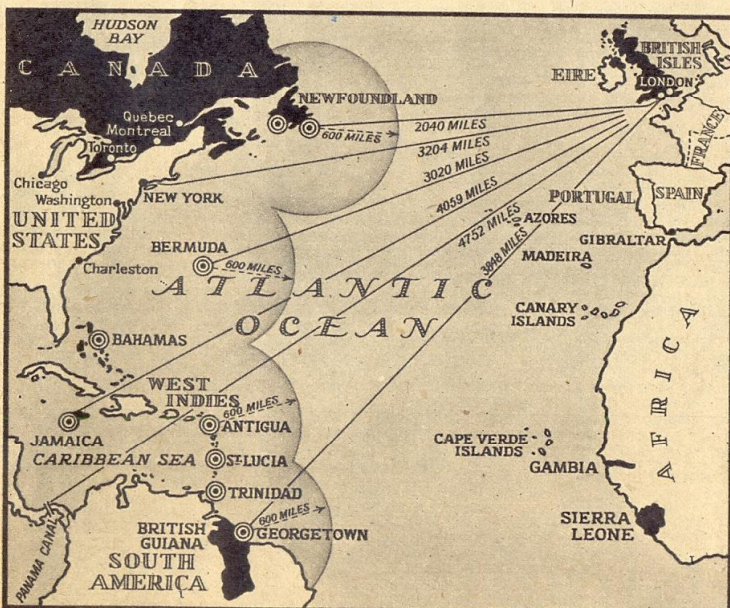 HUDSON
BAY
CANADA
BRITISH
ISLES
EIRE
LONDON
NEWFOUNDLAND
Quebec
Montreal
Toronto
600 MILES
2040 MILES
3204 MILES
3020 MILES
4059 MILES
4752 MILES
3848 MILES
FRANCE
Chicago
Washington
NEW YORK
UNITED
STATES
PORTUGAL
SPAIN
AZORES
GIBRALTAR
BERMUDA
600 MILES
MADEIRA
Charleston
ATLANTIC
OCEAN
CANARY
ISLANDS
BAHAMAS
AFRICA
WEST
INDIES
600 MILES
ANTIGUA
JAMAICA
CARIBBEAN SEA
ST LUCIA
CAPE VERDE
ISLANDS
GAMBIA
TRINIDAD
600 MILES
SIERRA
LEONE
BRITISH
GUIANA
GEORGETOWN
SOUTH
AMERICA
PANAMA CANAL